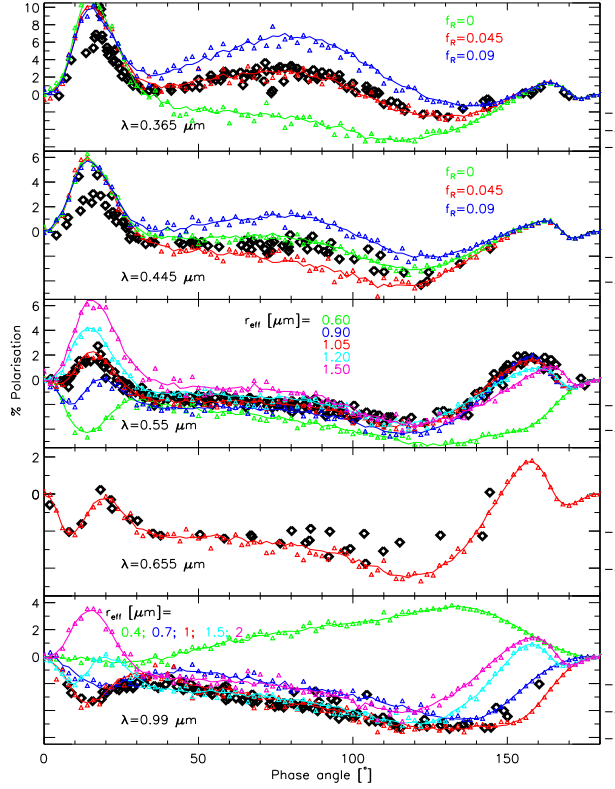 10
8
6
4
2
0
f_R=0
f_R=0.045
f_R=0.09
λ=0.365 μm
6
4
2
0
f_R=0
f_R=0.045
f_R=0.09
λ=0.445 μm
6
4
2
0
r_eff [μm]= 0.60
0.90
1.05
1.20
1.50
λ=0.55 μm
% Polarisation
2
0
λ=0.655 μm
4
2
0
r_eff [μm]=
0.4; 0.7; 1; 1.5; 2
λ=0.99 μm
0 50 100 150
Phase angle [°]